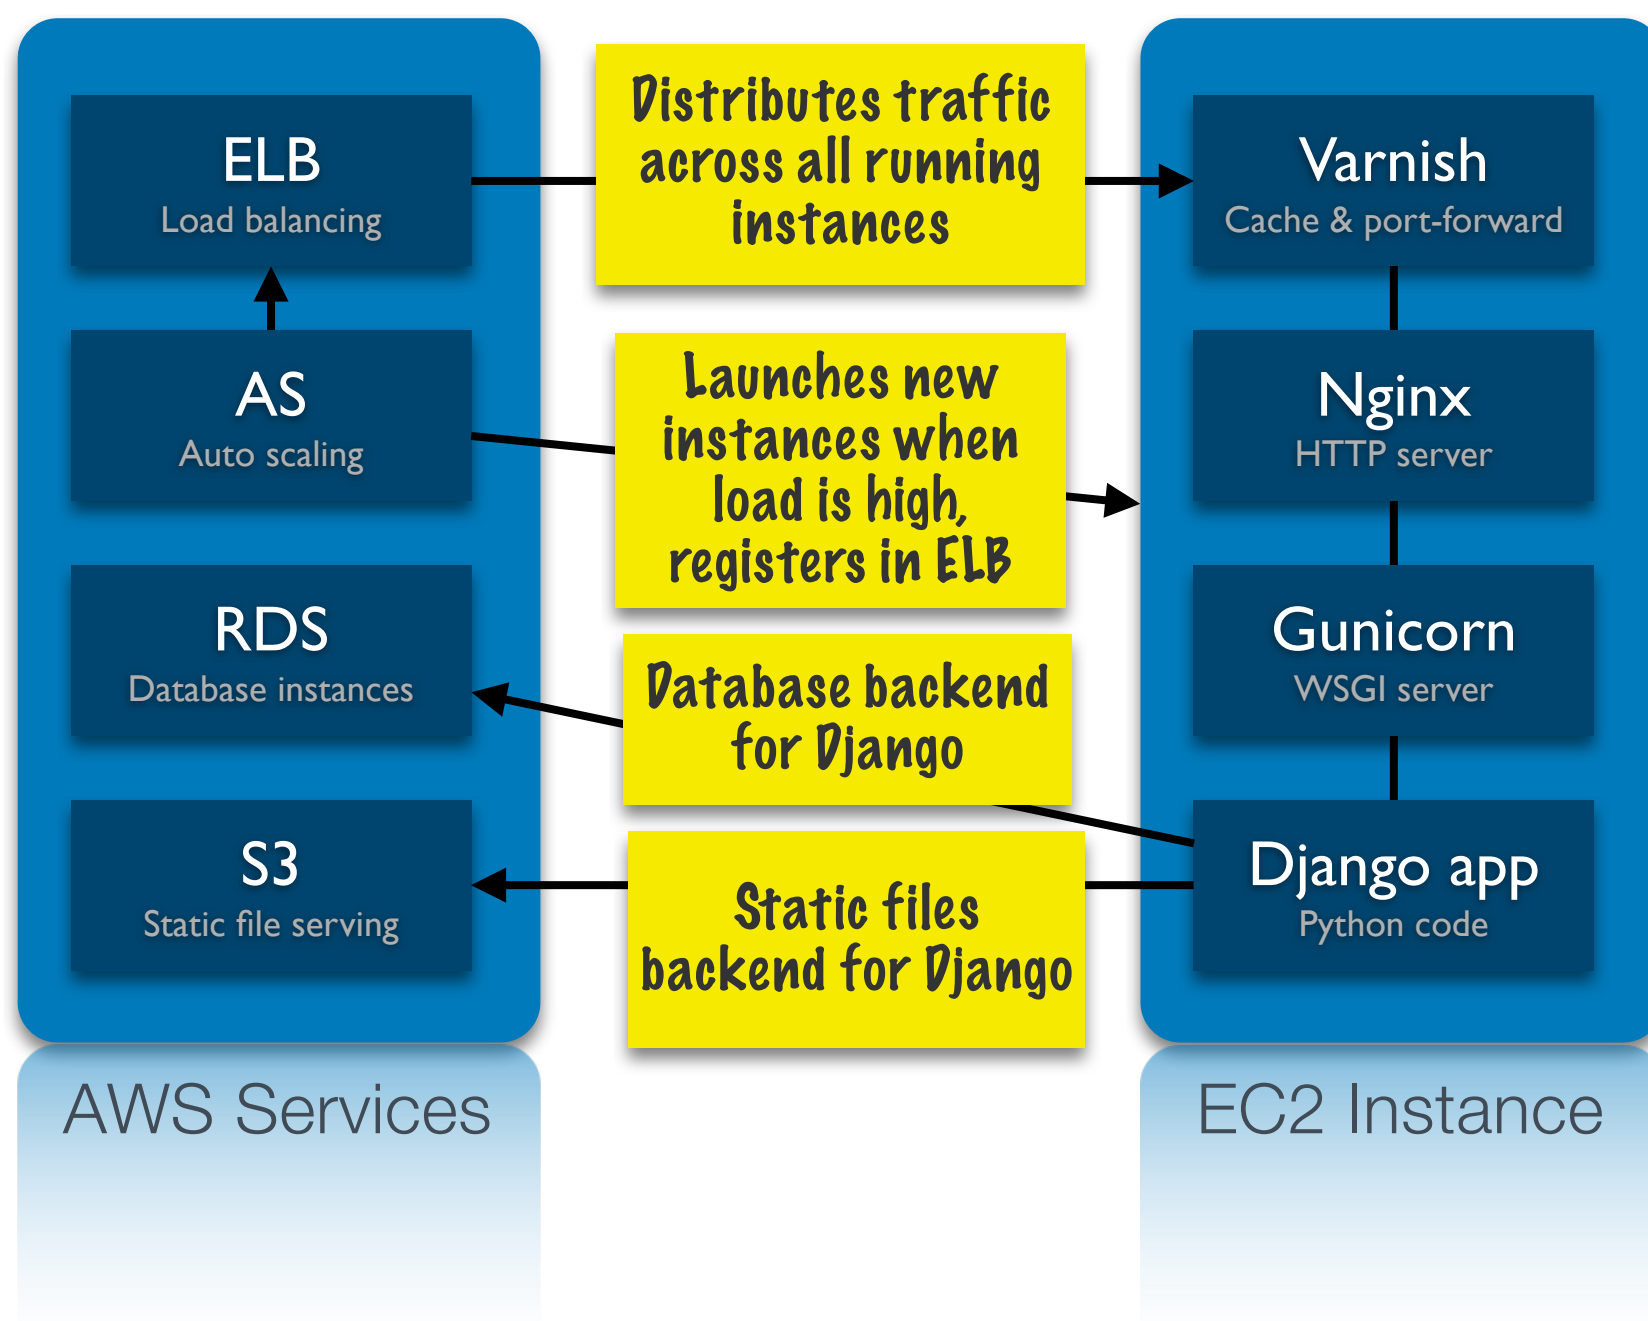 ELB
Load balancing
AS
Auto scaling
RDS
Database instances
S3
Static file serving
AWS Services
Distributes traffic
across all running
instances
Launches new
instances when
load is high,
registers in ELB
Database backend
for Django
Static files
backend for Django
Varnish
Cache & port-forward
Nginx
HTTP server
Gunicorn
WSGI server
Django app
Python code
EC2 Instance